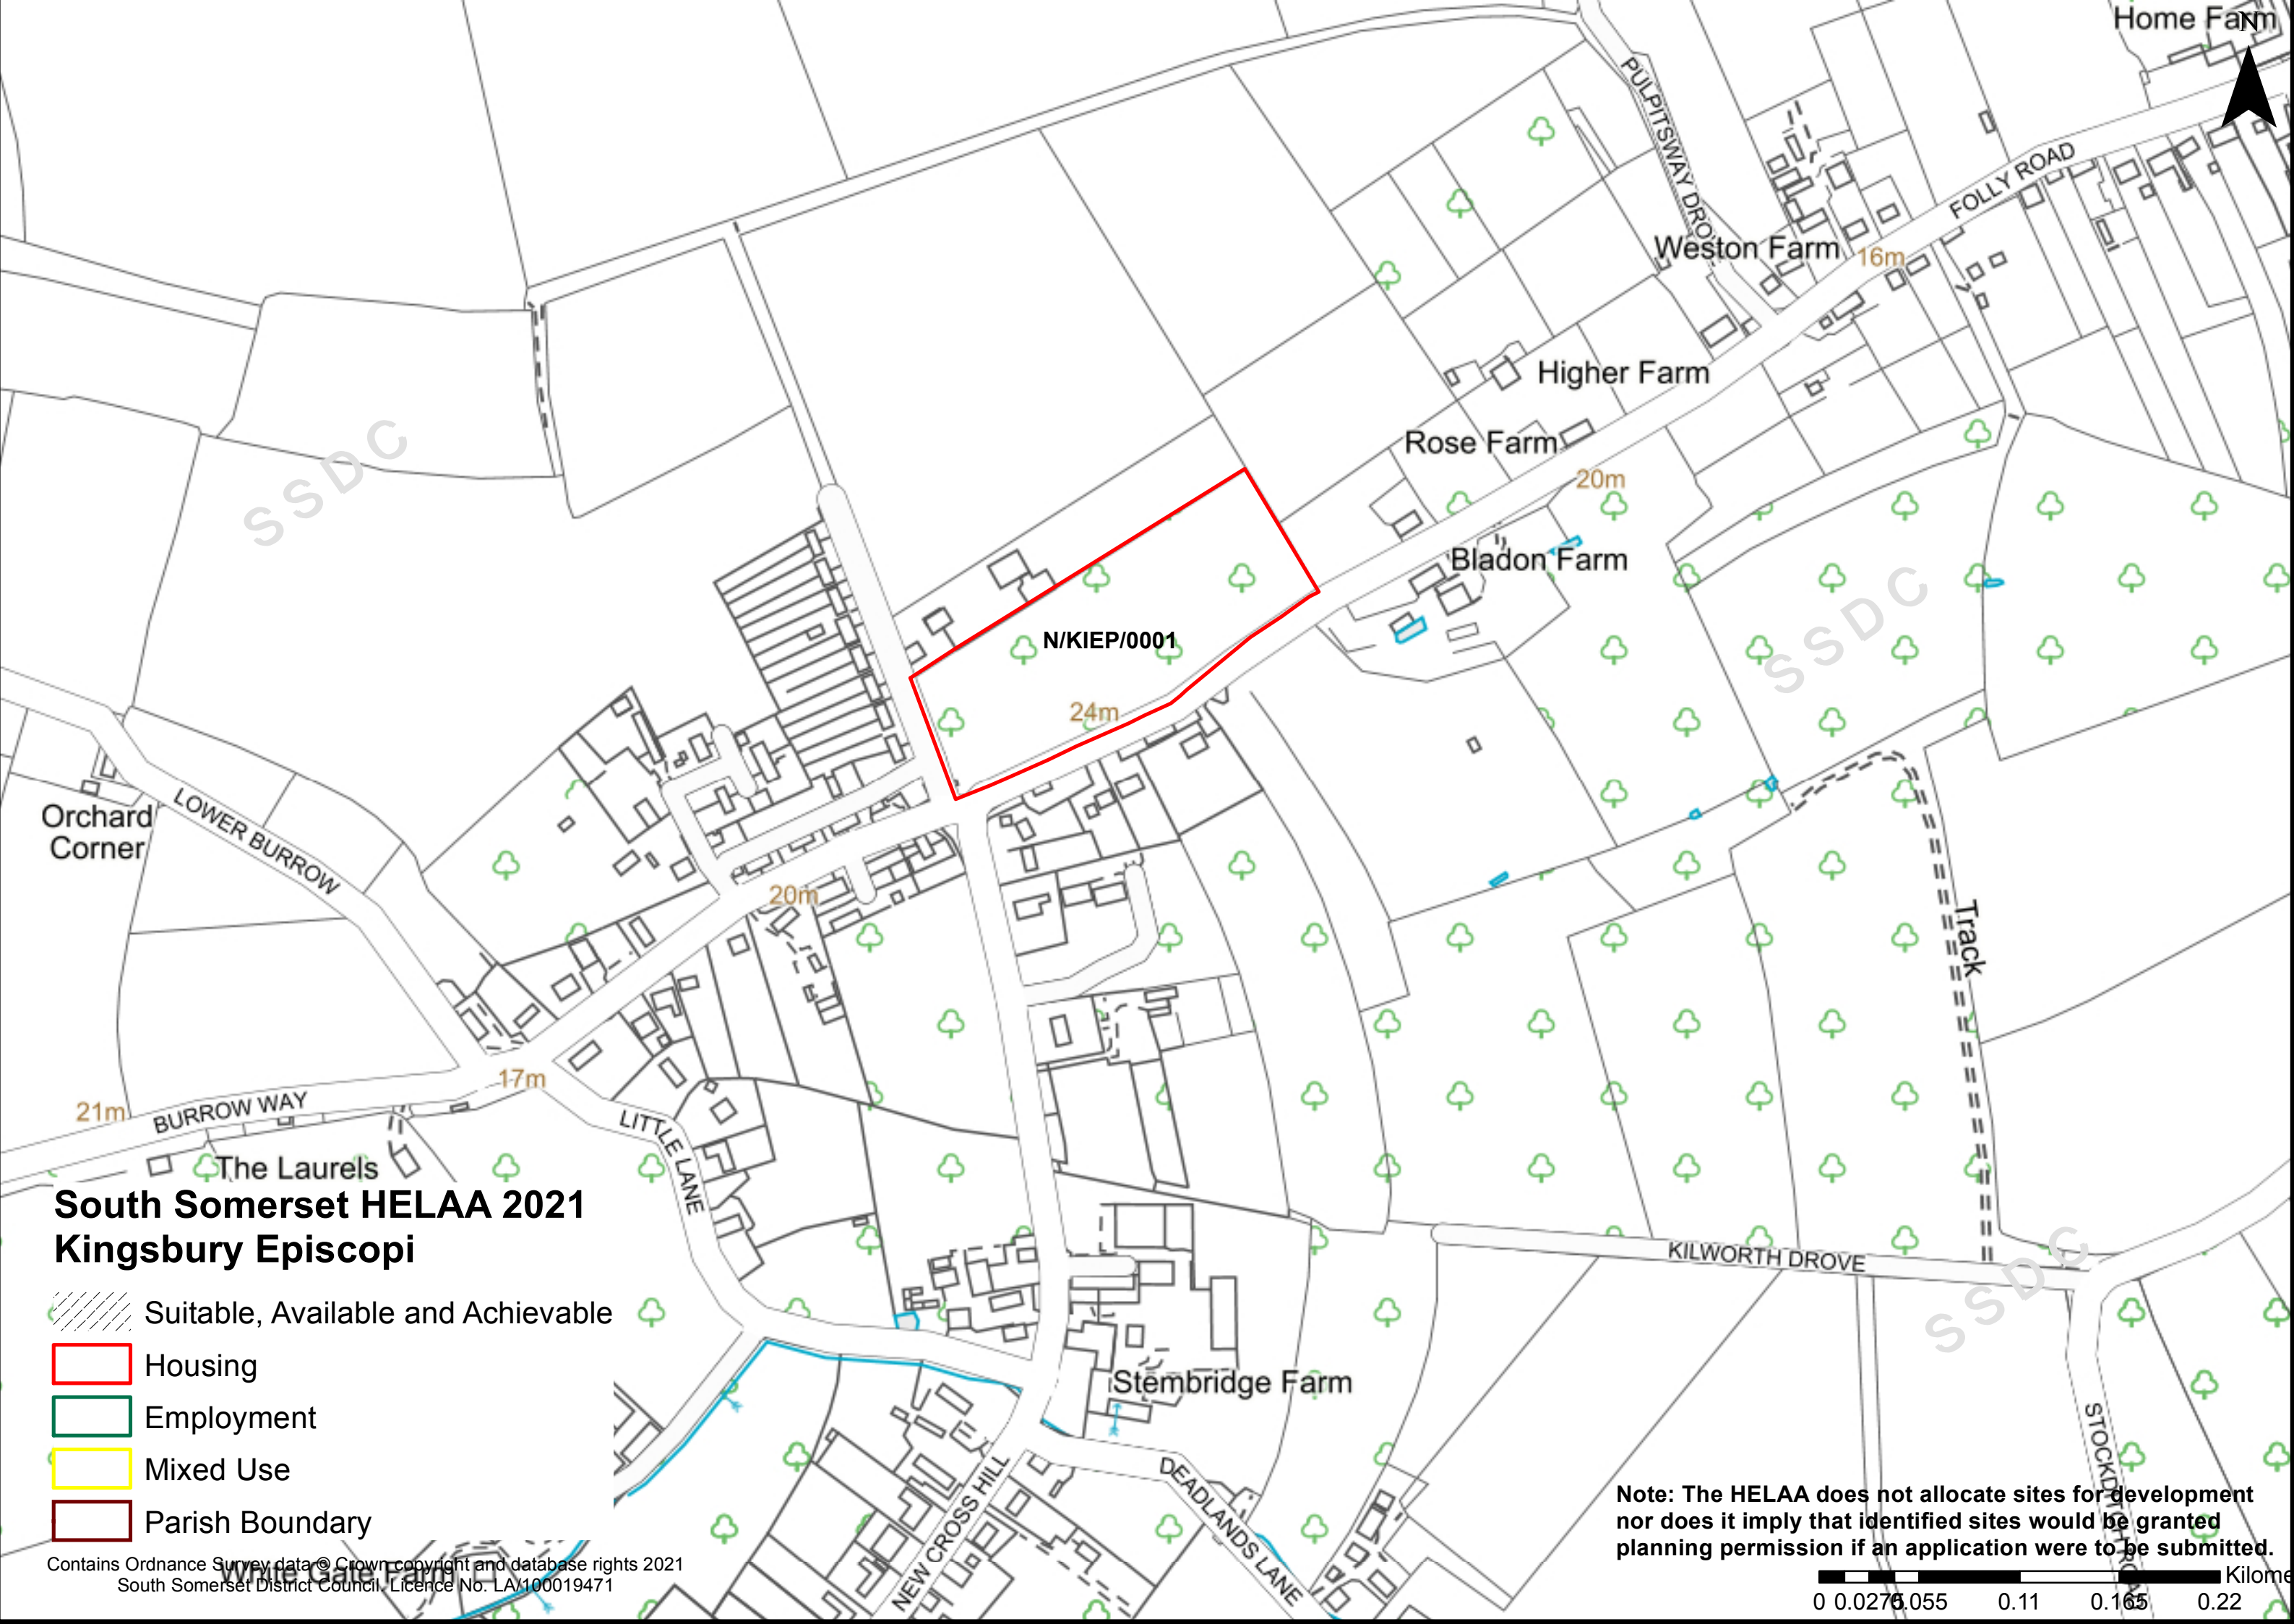 Home Farm
N
PULPITSWAY DRO
FOLLY ROAD
Weston Farm
16m
Higher Farm
Rose Farm
20m
SSDC
Bladon Farm
SSDC
N/KIEP/0001
24m
Orchard
Corner
LOWER BURROW
20m
Track
17m
21m
BURROW WAY
LITTLE LANE
The Laurels
South Somerset HELAA 2021
Kingsbury Episcopi
KILWORTH DROVE
SSDC
Suitable, Available and Achievable
Housing
Employment
Mixed Use
Parish Boundary
Stembridge Farm
NEW CROSS HILL
DEADLANDS LANE
STOCKDITCH ROAD
Note: The HELAA does not allocate sites for development
nor does it imply that identified sites would be granted
planning permission if an application were to be submitted.
Contains Ordnance Survey data © Crown copyright and database rights 2021
South Somerset District Council. Licence No. LA/100019471
White Gate Farm
Kilome
0 0.0275 0.055 0.11 0.165 0.22